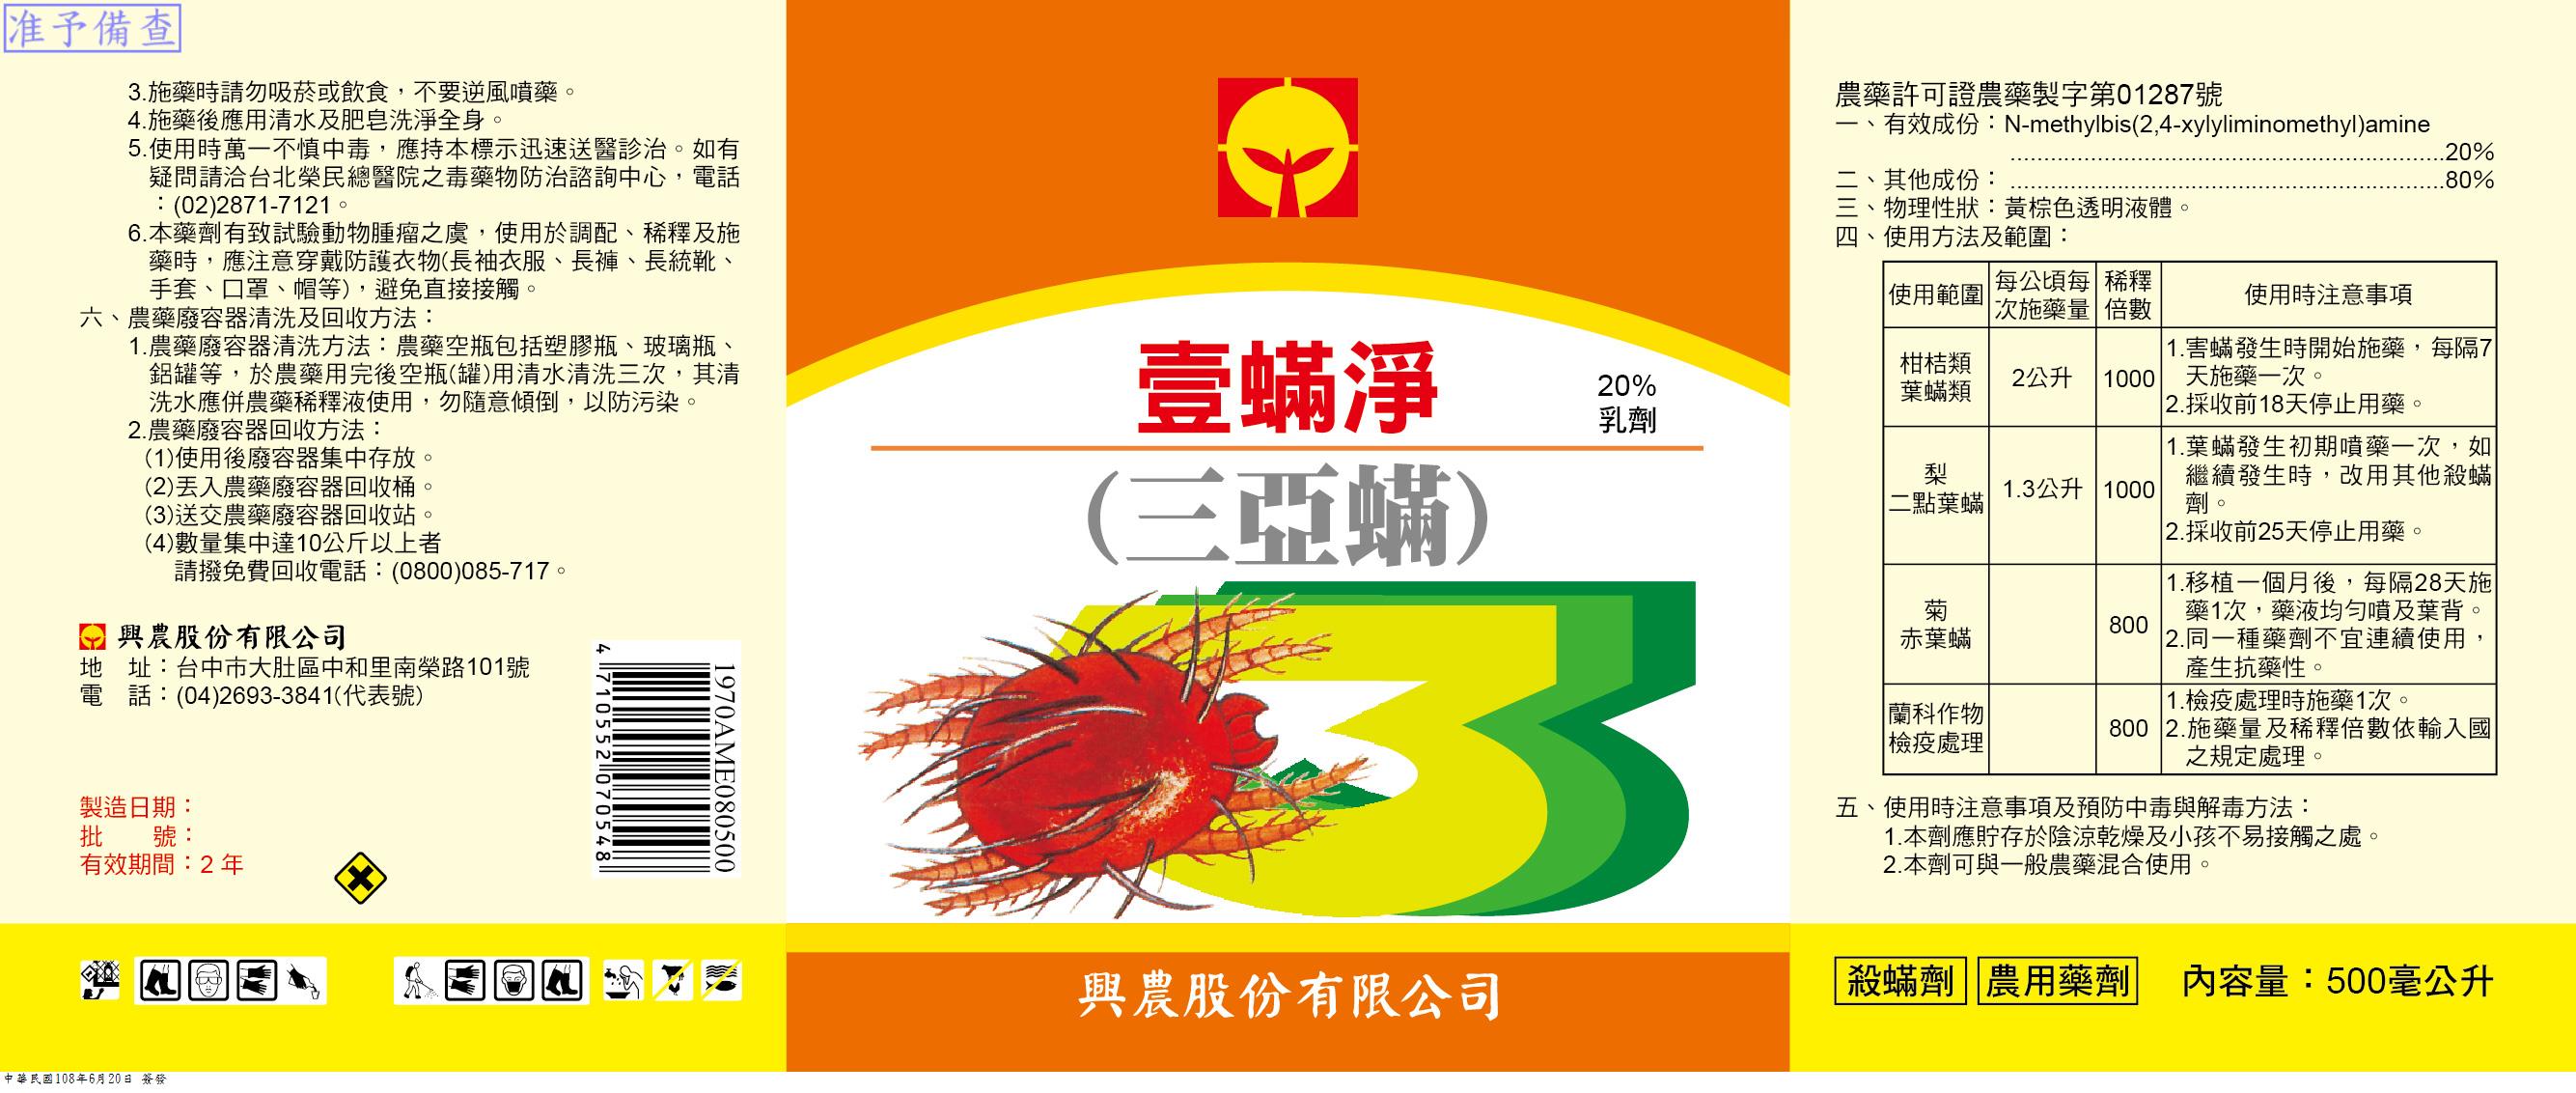 准予備查
3.施藥時請勿吸菸或飲食，不要逆風噴藥。
4.施藥後應用清水及肥皂洗淨全身。
5.使用時萬一不慎中毒，應持本標示迅速送醫診治。如有
疑問請洽台北榮民總醫院之毒藥物防治諮詢中心，電話
：(02)2871-7121。
6.本藥劑有致試驗動物腫瘤之虞，使用於調配、稀釋及施
藥時，應注意穿戴防護衣物(長袖衣服、長褲、長統靴、
手套、口罩、帽等)，避免直接接觸。
六、農藥廢容器清洗及回收方法：
1.農藥廢容器清洗方法：農藥空瓶包括塑膠瓶、玻璃瓶、
鋁罐等，於農藥用完後空瓶(罐)用清水清洗三次，其清
洗水應併農藥稀釋液使用，勿隨意傾倒，以防污染。
2.農藥廢容器回收方法：
(1)使用後廢容器集中存放。
(2)丟入農藥廢容器回收桶。
(3)送交農藥廢容器回收站。
(4)數量集中達10公斤以上者
請撥免費回收電話：(0800)085-717。
興農股份有限公司
地　址：台中市大肚區中和里南榮路101號
電　話：(04)2693-3841(代表號)
製造日期：
批　　號：
有效期間：2 年
4 710552 070548
1970AME080500
壹蟎淨
20%
乳劑
(三亞蟎)
3
興農股份有限公司
農藥許可證農藥製字第01287號
一、有效成份：N-methylbis(2,4-xylyliminomethyl)amine
................................................................20%
二、其他成份：................................................................80%
三、物理性狀：黃棕色透明液體。
四、使用方法及範圍：
使用範圍 每公頃每次施藥量 稀釋倍數 使用時注意事項
柑桔類
葉蟎類
2公升
1000
1.害蟎發生時開始施藥，每隔7
天施藥一次。
2.採收前18天停止用藥。
梨
二點葉蟎
1.3公升
1000
1.葉蟎發生初期噴藥一次，如
繼續發生時，改用其他殺蟎
劑。
2.採收前25天停止用藥。
菊
赤葉蟎
800
1.移植一個月後，每隔28天施
藥1次，藥液均勻噴及葉背。
2.同一種藥劑不宜連續使用，
產生抗藥性。
蘭科作物
檢疫處理
800
1.檢疫處理時施藥1次。
2.施藥量及稀釋倍數依輸入國
之規定處理。
五、使用時注意事項及預防中毒與解毒方法：
1.本劑應貯存於陰涼乾燥及小孩不易接觸之處。
2.本劑可與一般農藥混合使用。
殺蟎劑 農用藥劑 內容量：500毫公升
中華民國108年6月20日 簽發